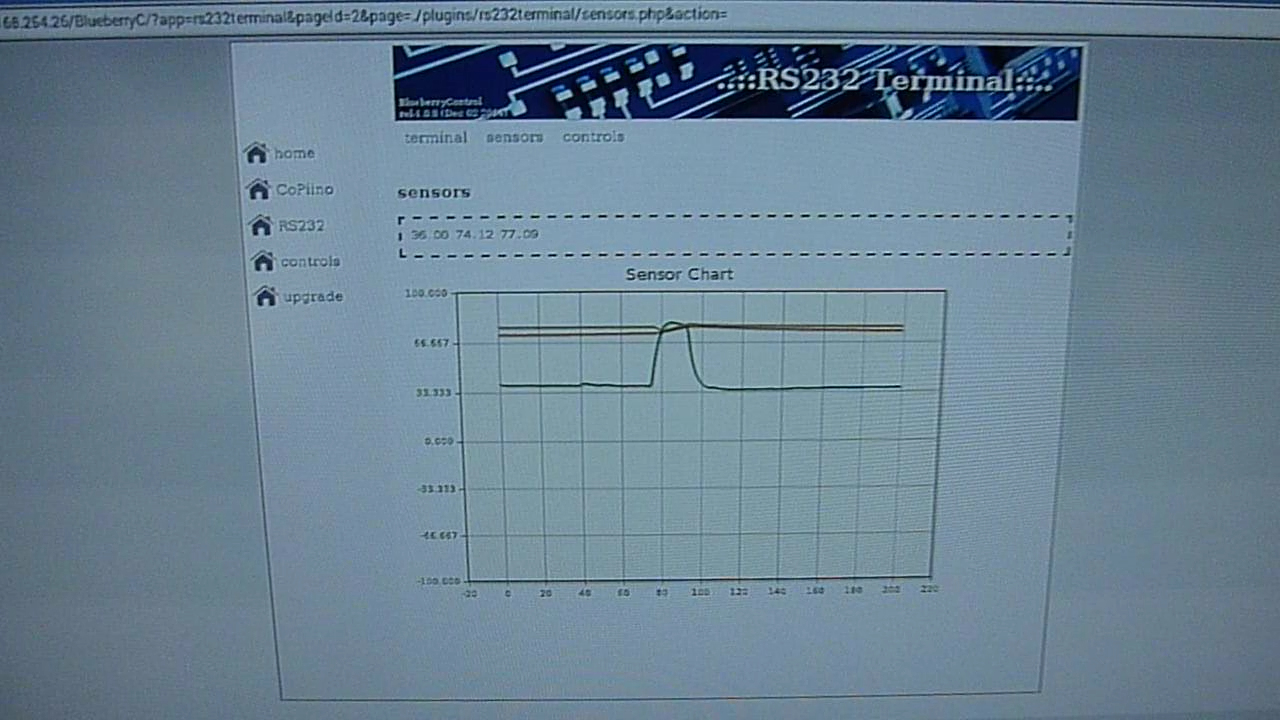 68.254.26/BlueberryC/?app=rs232terminal&pageId=2&page=./plugins/rs232terminal/sensors.php&action=
.:::RS232 Terminal:::..
BlueberryControl
terminal sensors controls
home
CoPiino
RS232
controls
upgrade
sensors
36.00 74.12 77.09
Sensor Chart
100.000
66.667
33.333
0.000
-33.333
-66.667
-100.000
-20 0 20 40 60 80 100 120 140 160 180 200 220